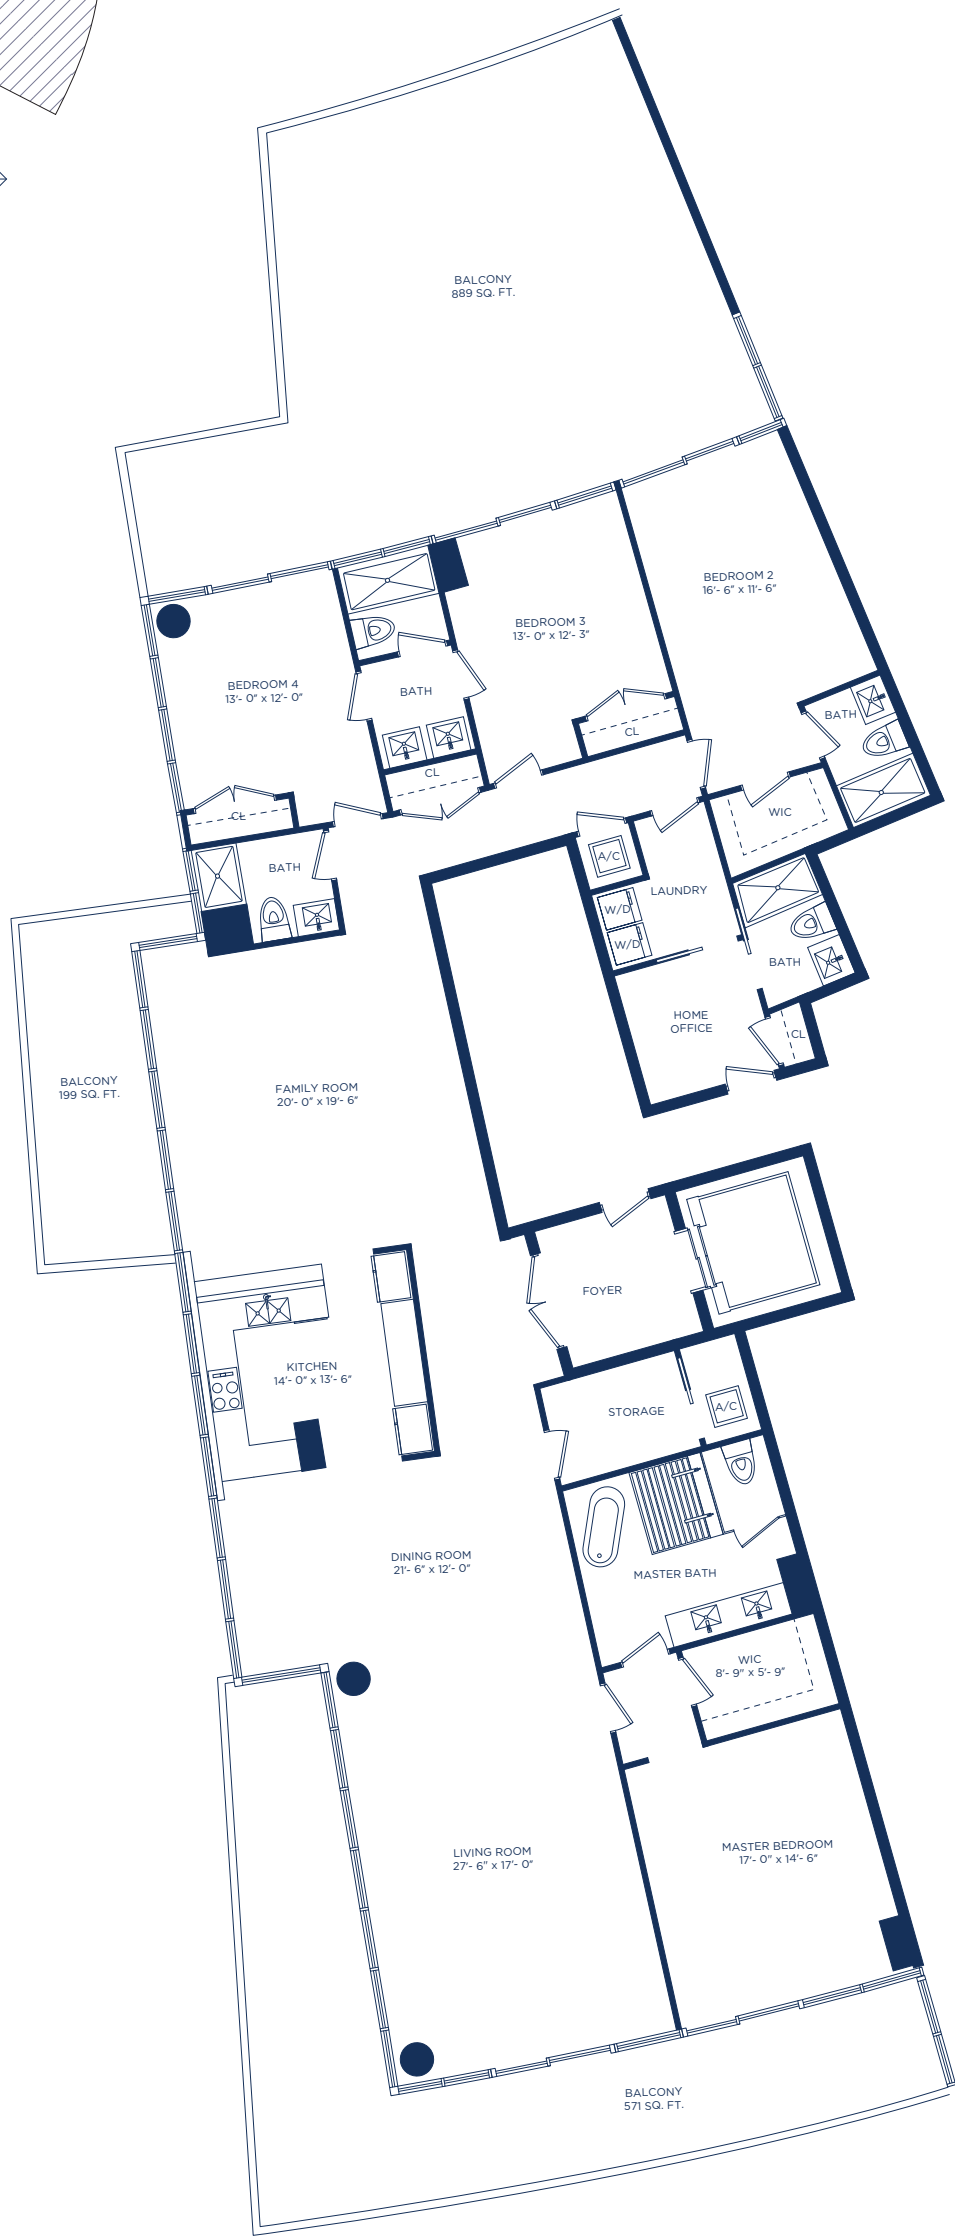 BALCONY
889 SQ. FT.
BEDROOM 2
16'- 6" x 11'- 6"
BEDROOM 3
13'- 0" x 12'- 3"
BEDROOM 4
13'- 0" x 12'- 0"
BATH
BATH
CL
CL
WIC
CL
A/C
BATH
LAUNDRY
W/D
W/D
BATH
HOME
OFFICE
CL
BALCONY
199 SQ. FT.
FAMILY ROOM
20'- 0" x 19'- 6"
FOYER
KITCHEN
14'- 0" x 13'- 6"
STORAGE
A/C
DINING ROOM
21'- 6" x 12'- 0"
MASTER BATH
WIC
8'- 9" x 5'- 9"
LIVING ROOM
27'- 6" x 17'- 0"
MASTER BEDROOM
17'- 0" x 14'- 6"
BALCONY
571 SQ. FT.